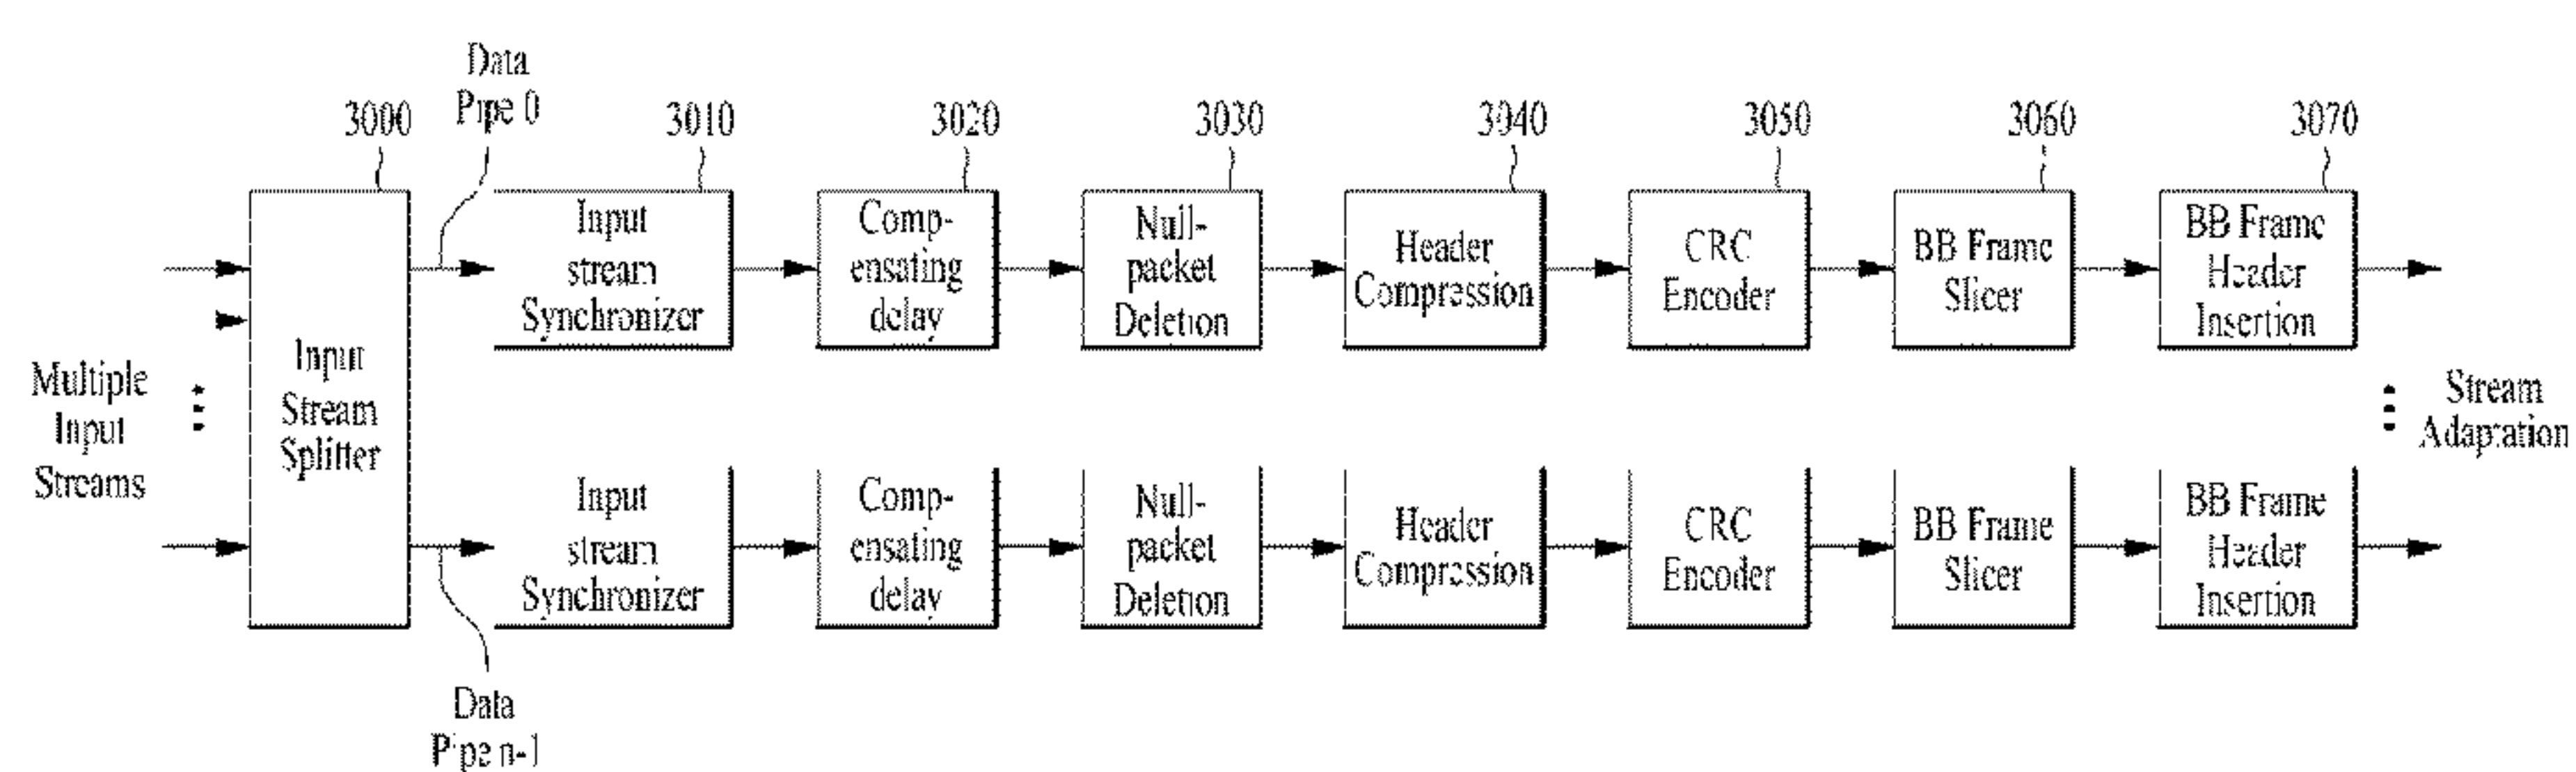 Data
Pipe 0
3000
3010
3020
3030
3040
3050
3060
3070
Multiple
Input
Streams
Input
Stream
Splitter
Input
stream
Synchronizer
Comp-
ensating
delay
Null-
packet
Deletion
Header
Compression
CRC
Encoder
BB Frame
Slicer
BB Frame
Header
Insertion
Stream
Adaptation
Input
stream
Synchronizer
Comp-
ensating
delay
Null-
packet
Deletion
Header
Compression
CRC
Encoder
BB Frame
Slicer
BB Frame
Header
Insertion
Data
Pipe n-1